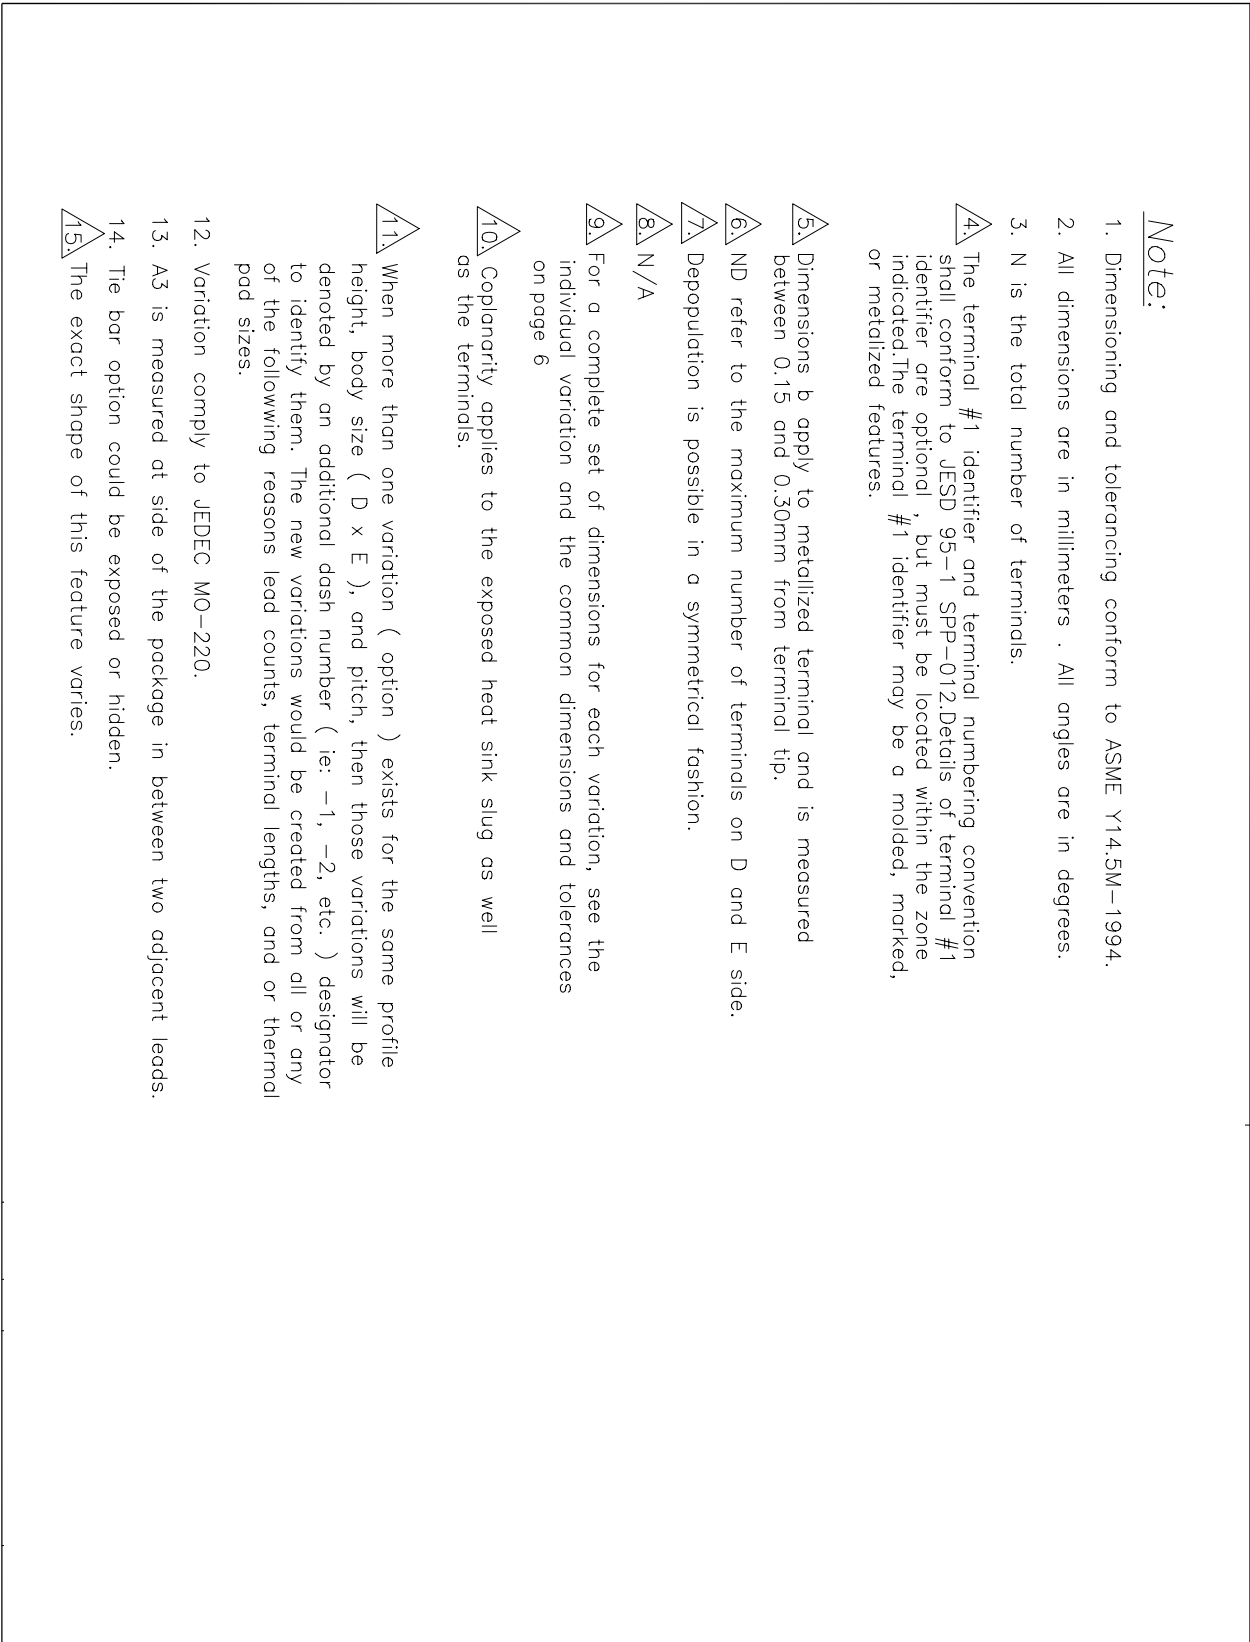 Note:
1. Dimensioning and tolerancing conform to ASME Y14.5M-1994.
2. All dimensions are in millimeters . All angles are in degrees.
3. N is the total number of terminals.
4. The terminal #1 identifier and terminal numbering convention
shall conform to JESD 95-1 SPP-012.Details of terminal #1
identifier are optional , but must be located within the zone
indicated.The terminal #1 identifier may be a molded, marked,
or metalized features.
5. Dimensions b apply to metallized terminal and is measured
between 0.15 and 0.30mm from terminal tip.
6. ND refer to the maximum number of terminals on D and E side.
7. Depopulation is possible in a symmetrical fashion.
8. N/A
9. For a complete set of dimensions for each variation, see the
individual variation and the common dimensions and tolerances
on page 6
10. Coplanarity applies to the exposed heat sink slug as well
as the terminals.
11. When more than one variation ( option ) exists for the same profile
height, body size ( D x E ), and pitch, then those variations will be
denoted by an additional dash number ( ie: -1, -2, etc. ) designator
to identify them. The new variations would be created from all or any
of the followwing reasons lead counts, terminal lengths, and or thermal
pad sizes.
12. Variation comply to JEDEC MO-220.
13. A3 is measured at side of the package in between two adjacent leads.
14. Tie bar option could be exposed or hidden.
15. The exact shape of this feature varies.